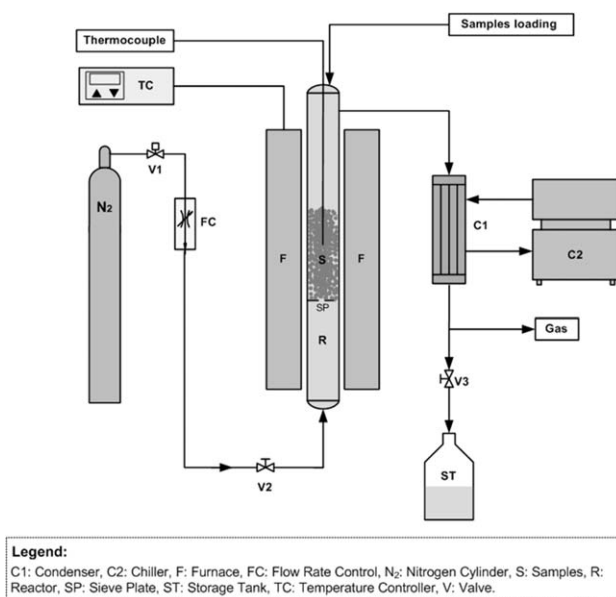 Thermocouple
Samples loading
TC
V1
N₂
FC
C1
F
S
F
C2
SP
Gas
R
V3
ST
V2
Legend:
C1: Condenser, C2: Chiller, F: Furnace, FC: Flow Rate Control, N₂: Nitrogen Cylinder, S: Samples, R:
Reactor, SP: Sieve Plate, ST: Storage Tank, TC: Temperature Controller, V: Valve.